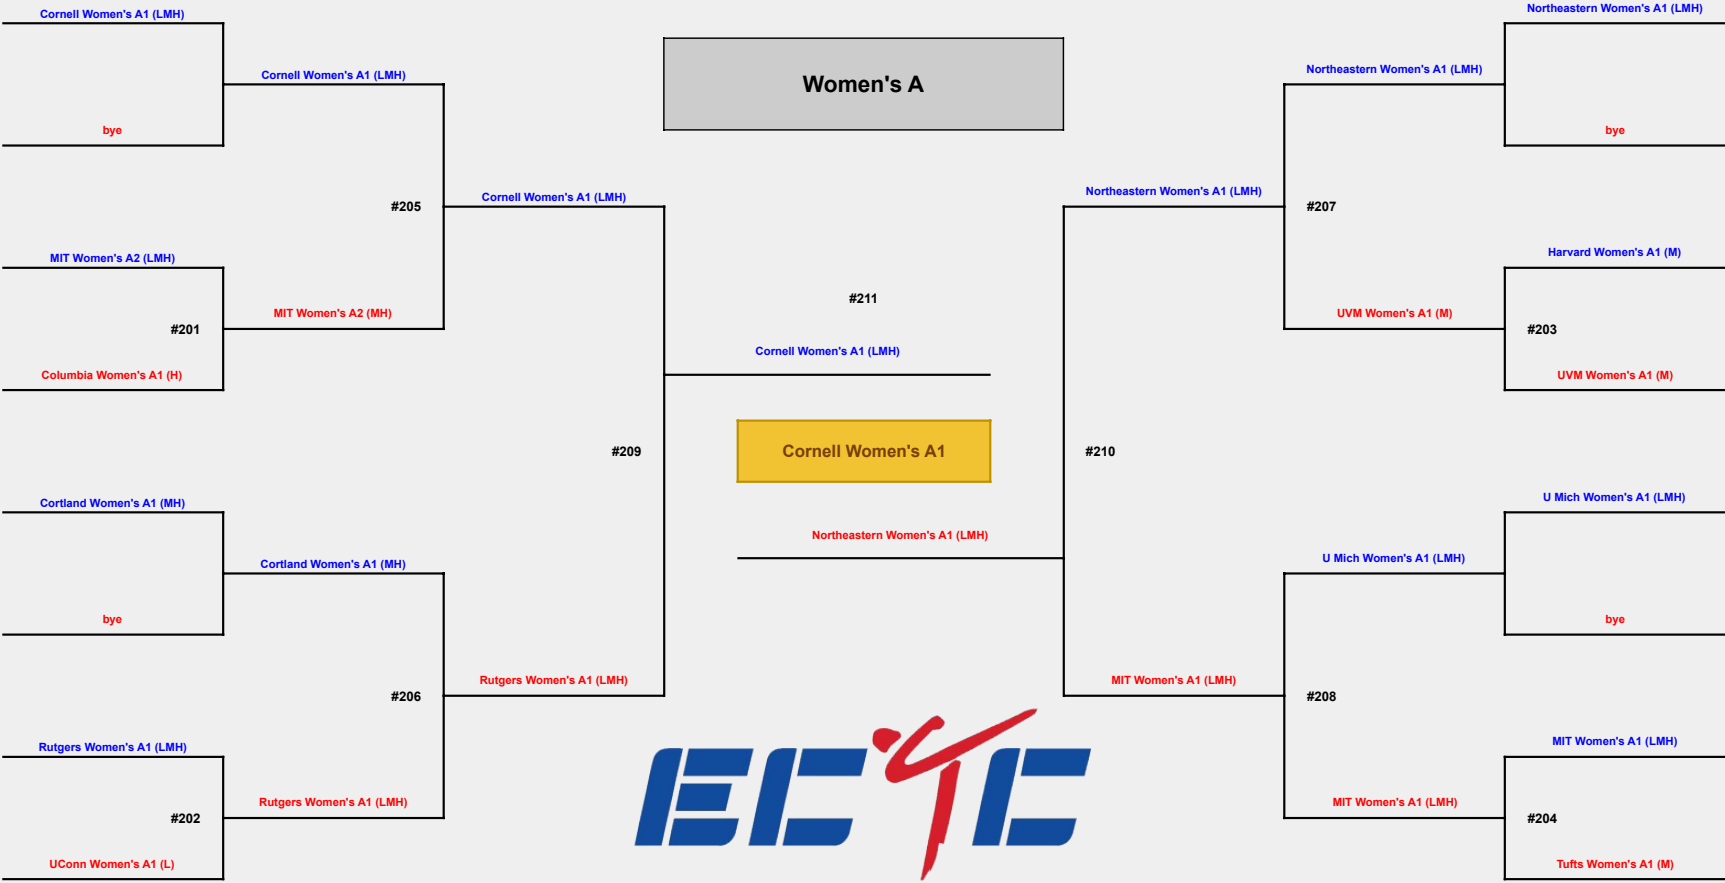 Cornell Women's A1 (LMH)
Northeastern Women's A1 (LMH)
Cornell Women's A1 (LMH)
Women's A
Northeastern Women's A1 (LMH)
bye
bye
#205
Cornell Women's A1 (LMH)
Northeastern Women's A1 (LMH)
#207
MIT Women's A2 (LMH)
Harvard Women's A1 (M)
#211
MIT Women's A2 (MH)
UVM Women's A1 (M)
#201
#203
Cornell Women's A1 (LMH)
Columbia Women's A1 (H)
UVM Women's A1 (M)
#209
Cornell Women's A1
#210
Cortland Women's A1 (MH)
U Mich Women's A1 (LMH)
Northeastern Women's A1 (LMH)
Cortland Women's A1 (MH)
U Mich Women's A1 (LMH)
bye
bye
#206
Rutgers Women's A1 (LMH)
MIT Women's A1 (LMH)
#208
Rutgers Women's A1 (LMH)
MIT Women's A1 (LMH)
ECTC
Rutgers Women's A1 (LMH)
MIT Women's A1 (LMH)
#202
#204
UConn Women's A1 (L)
Tufts Women's A1 (M)